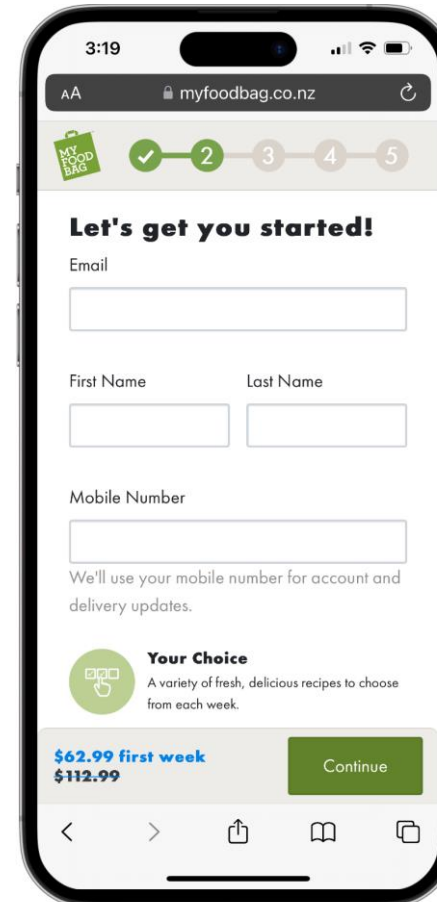 3:19
AA myfoodbag.co.nz
MY
FOOD
BAG
2 3 4 5
Let's get you started!
Email
First Name Last Name
Mobile Number
We'll use your mobile number for account and
delivery updates.
Your Choice
A variety of fresh, delicious recipes to choose
from each week.
$62.99 first week
$112.99
Continue